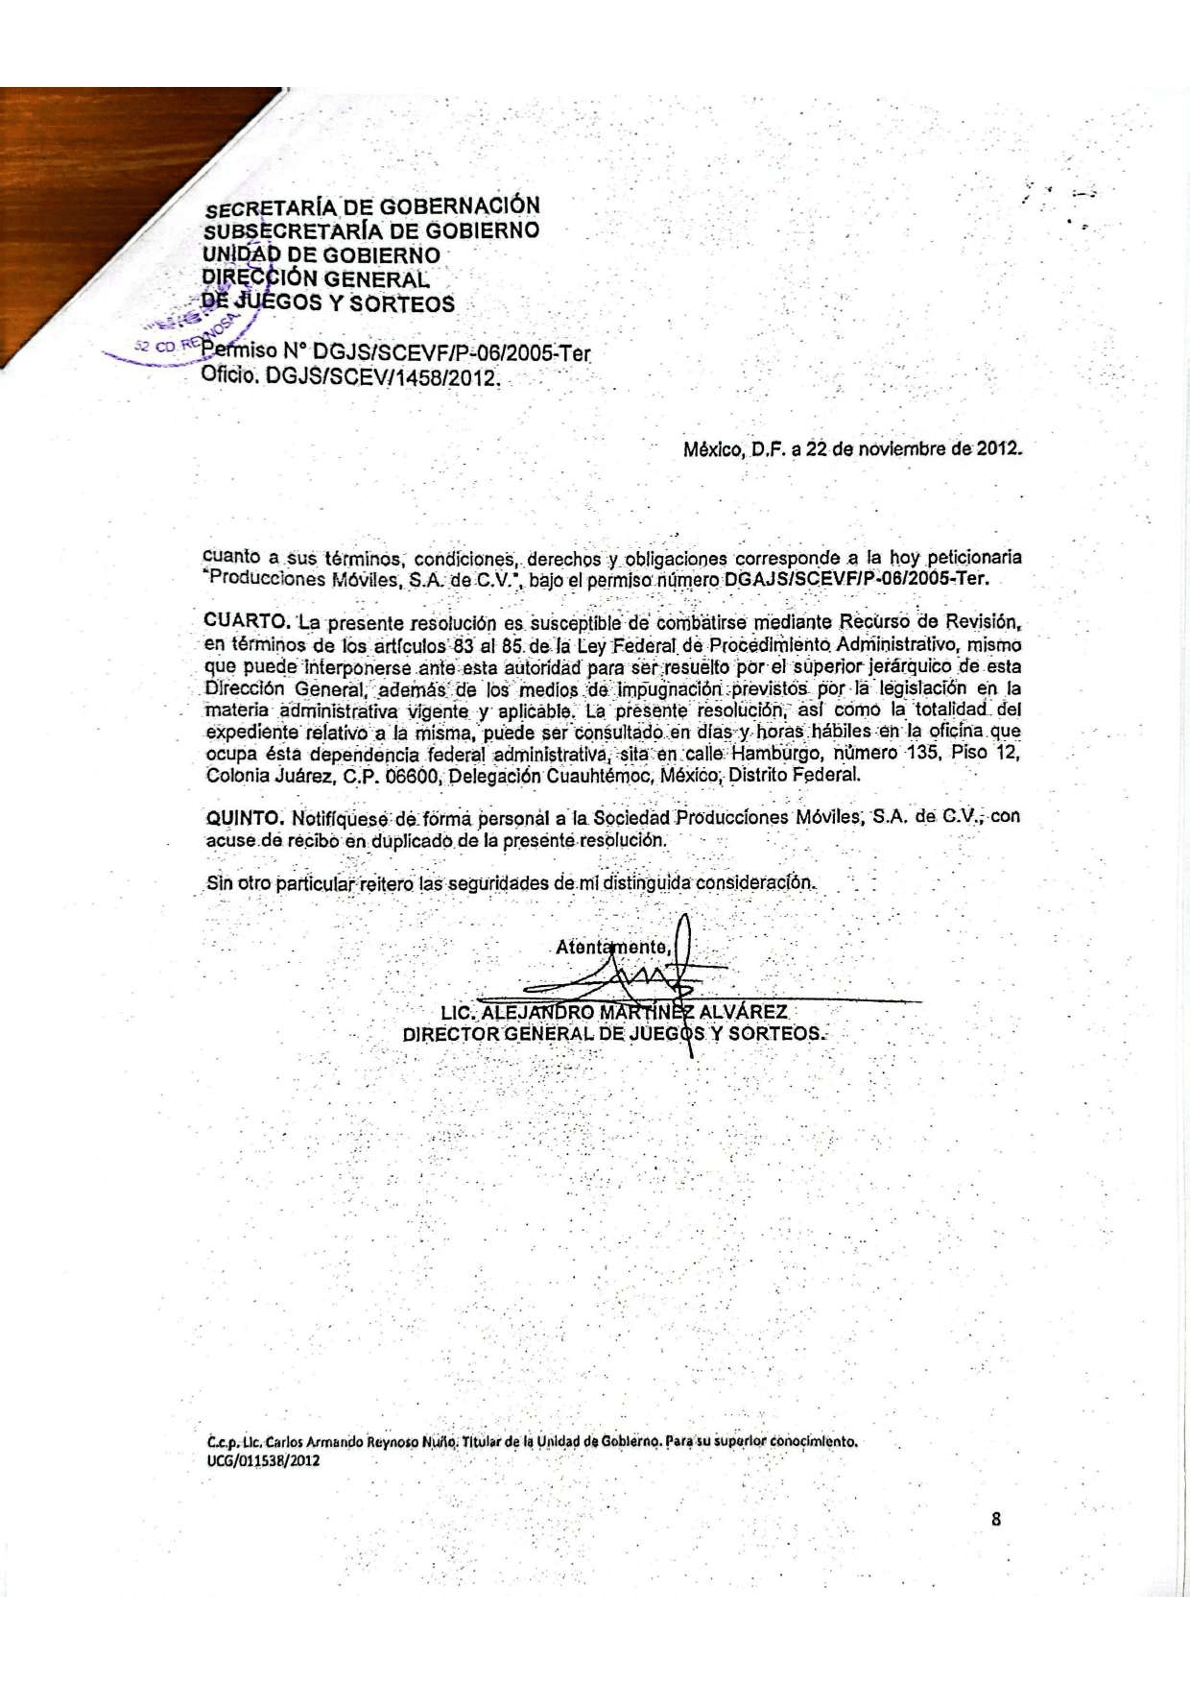 SECRETARÍA DE GOBERNACIÓN
SUBSECRETARÍA DE GOBIERNO
UNIDAD DE GOBIERNO
DIRECCIÓN GENERAL
DE JUEGOS Y SORTEOS
52 CD REYNOSA,
Permiso N° DGJS/SCEVF/P-06/2005-Ter
Oficio. DGJS/SCEV/1458/2012.
México, D.F. a 22 de noviembre de 2012.
cuanto a sus términos, condiciones, derechos y obligaciones corresponde a la hoy peticionaria
"Producciones Móviles, S.A. de C.V.", bajo el permiso número DGAJS/SCEVF/P-06/2005-Ter.
CUARTO. La presente resolución es susceptible de combatirse mediante Recurso de Revisión,
en términos de los artículos 83 al 85 de la Ley Federal de Procedimiento Administrativo, mismo
que puede interponerse ante esta autoridad para ser resuelto por el superior jerárquico de esta
Dirección General, además de los medios de impugnación previstos por la legislación en la
materia administrativa vigente y aplicable. La presente resolución, así como la totalidad del
expediente relativo a la misma, puede ser consultado en días y horas hábiles en la oficina que
ocupa ésta dependencia federal administrativa, sita en calle Hamburgo, número 135, Piso 12,
Colonia Juárez, C.P. 06600, Delegación Cuauhtémoc, México, Distrito Federal.
QUINTO. Notifíquese de forma personal a la Sociedad Producciones Móviles, S.A. de C.V., con
acuse de recibo en duplicado de la presente resolución.
Sin otro particular reitero las seguridades de mi distinguida consideración.
Atentamente,
LIC. ALEJANDRO MARTÍNEZ ALVÁREZ
DIRECTOR GENERAL DE JUEGOS Y SORTEOS.
C.c.p. Lic. Carlos Armando Reynoso Nuño. Titular de la Unidad de Gobierno. Para su superior conocimiento.
UCG/011538/2012
8